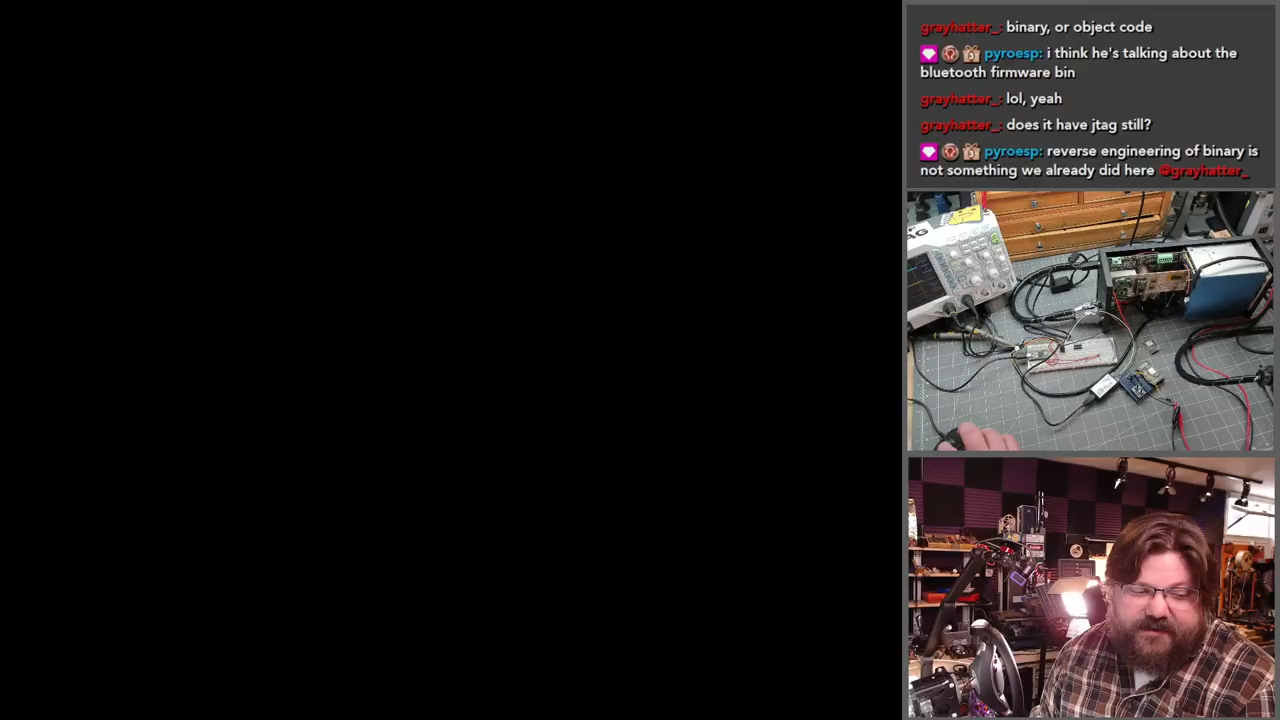 grayhatter_: binary, or object code
pyroesp: i think he's talking about the
bluetooth firmware bin
grayhatter_: lol, yeah
grayhatter_: does it have jtag still?
pyroesp: reverse engineering of binary is
not something we already did here @grayhatter_
AG